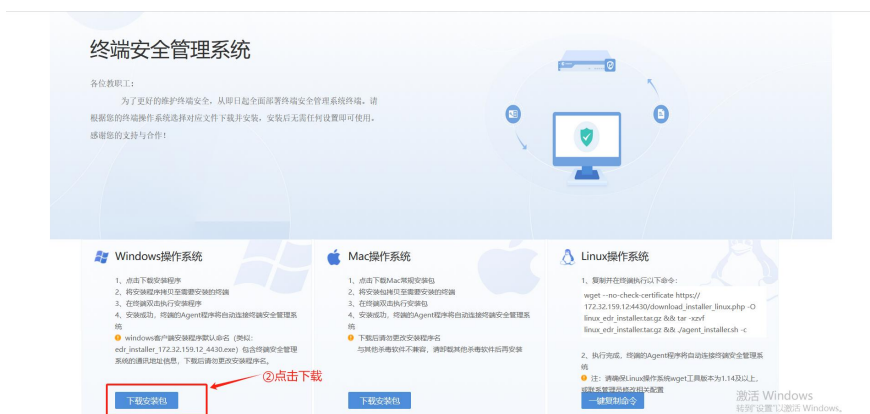 终端安全管理系统
各位教职工：
为了更好的维护终端安全，从即日起全面部署终端安全管理系统终端。请
根据您的终端操作系统选择对应文件下载并安装，安装后无需任何设置即可使用。
感谢您的支持与合作！
Windows操作系统
1、点击下载安装程序
2、将安装程序拷贝至需要安装的终端
3、在终端双击执行安装程序
4、安装成功，终端的Agent程序将自动连接终端安全管理系
统
windows客户端安装程序默认命名（类似:
edr_installer_172.32.159.12_4430.exe）包含终端安全管理
系统的通讯地址信息，下载后请勿更改安装程序名。
②点击下载
下载安装包
Mac操作系统
1、点击下载Mac常规安装包
2、将安装包拷贝至需要安装的终端
3、在终端双击执行安装包
4、安装成功，终端的Agent程序将自动连接终端安全管理系
统
下载后请勿更改安装程序名
与其他杀毒软件不兼容，请卸载其他杀毒软件后再安装
下载安装包
Linux操作系统
1、复制并在终端执行以下命令：
wget --no-check-certificate https://
172.32.159.12:4430/download_installer_linux.php -O
linux_edr_installer.tar.gz && tar -xzvf
linux_edr_installer.tar.gz && ./agent_installer.sh -c
2、执行完成，终端的Agent程序将自动连接终端安全管理系
统
注：请确保Linux操作系统wget工具版本为1.14及以上，
或联系管理员修改相关配置
一键复制命令
激活 Windows
转到"设置"以激活 Windows。